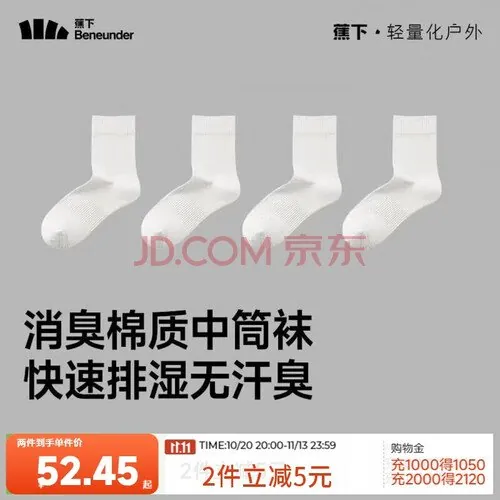 蕉下
Beneunder
蕉下·轻量化户外
JD.COM 京东
消臭棉质中筒袜
快速排湿无汗臭
两件到手单价
52.45起
11.11 TIME:10/20 20:00-11/13 23:59
2件立减5元
购物金
充1000得1050
充2000得2120